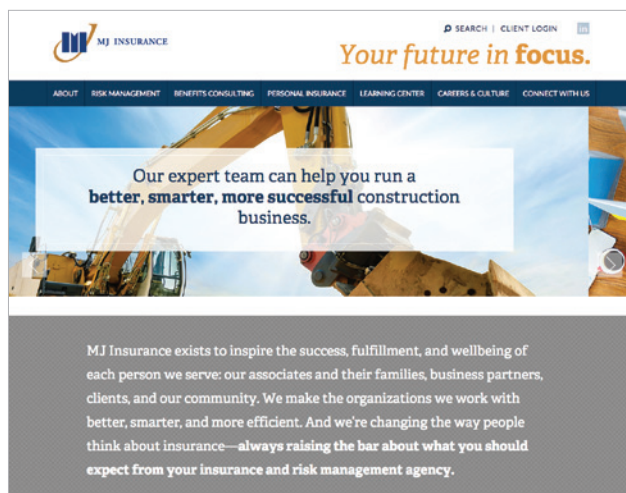 MJ INSURANCE
SEARCH | CLIENT LOGIN
in
Your future in focus.
ABOUT RISK MANAGEMENT BENEFITS CONSULTING PERSONAL INSURANCE LEARNING CENTER CAREERS & CULTURE CONNECT WITH US
Our expert team can help you run a
better, smarter, more successful construction
business.
MJ Insurance exists to inspire the success, fulfillment, and wellbeing of
each person we serve: our associates and their families, business partners,
clients, and our community. We make the organizations we work with
better, smarter, and more efficient. And we're changing the way people
think about insurance—always raising the bar about what you should
expect from your insurance and risk management agency.